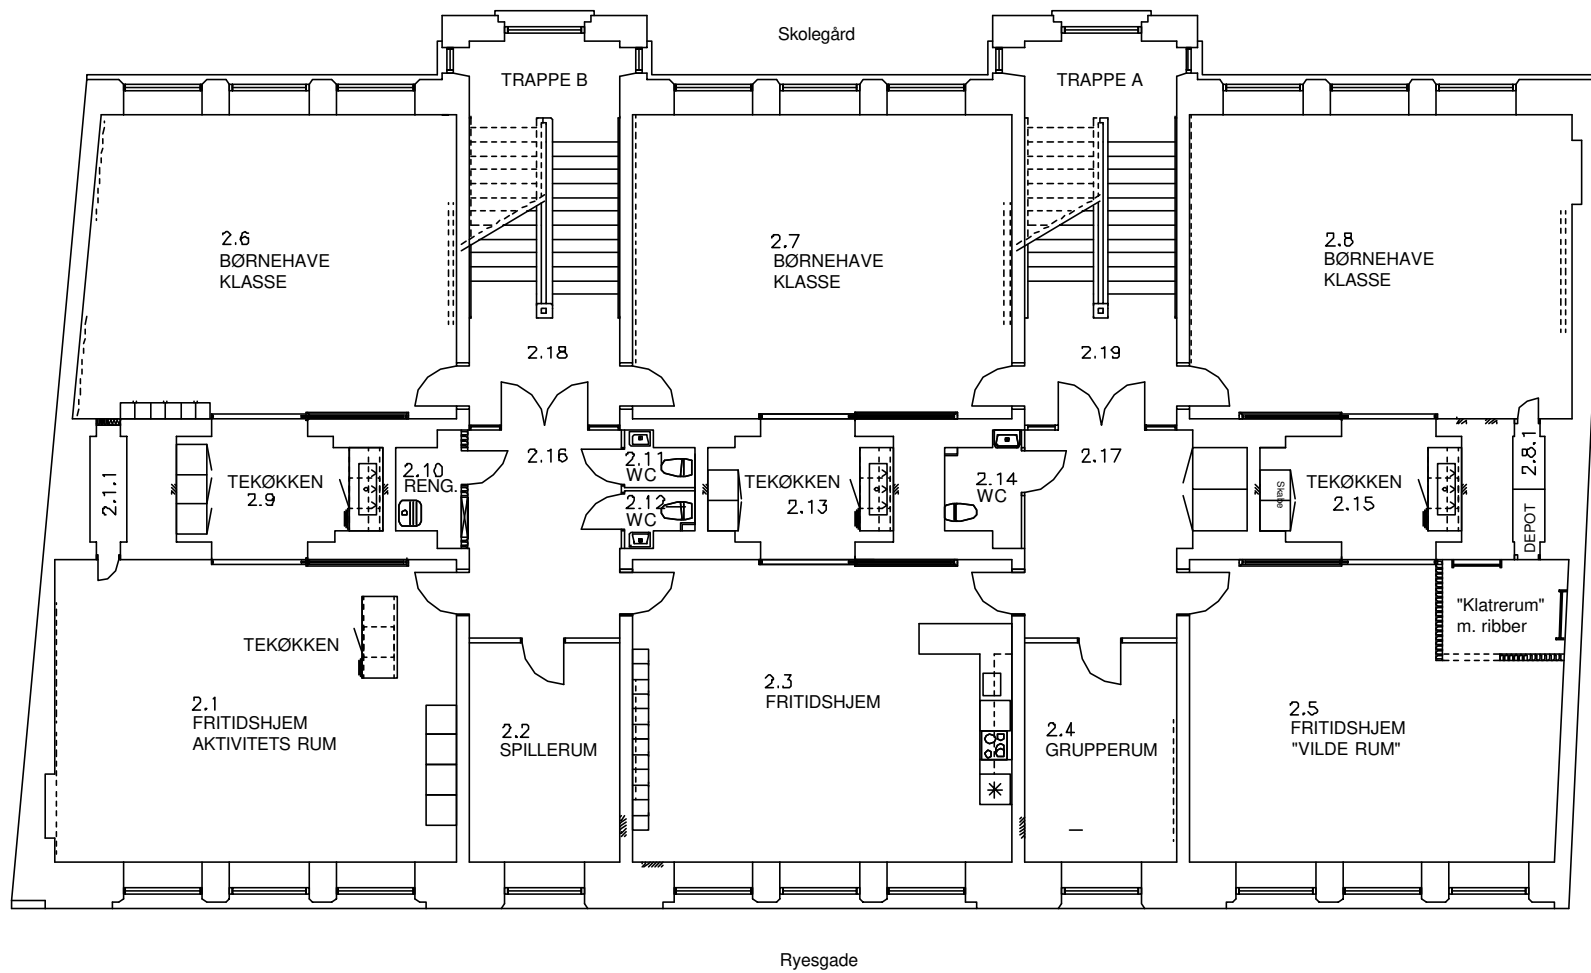 Skolegård
TRAPPE B
TRAPPE A
2.6
BØRNEHAVE
KLASSE
2.7
BØRNEHAVE
KLASSE
2.8
BØRNEHAVE
KLASSE
2.18
2.19
2.1.1
TEKØKKEN
2.9
2.10
RENG.
2.16
2.11
WC
2.12
WC
TEKØKKEN
2.13
2.14
WC
2.17
Skabe
TEKØKKEN
2.15
2.8.1
DEPOT
"Klatrerum"
m. ribber
TEKØKKEN
2.1
FRITIDSHJEM
AKTIVITETS RUM
2.2
SPILLERUM
2.3
FRITIDSHJEM
2.4
GRUPPERUM
2.5
FRITIDSHJEM
"VILDE RUM"
Ryesgade